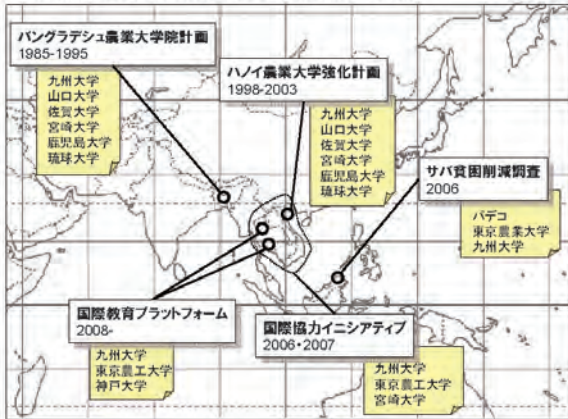 バングラデシュ農業大学院計画
1985-1995
九州大学
山口大学
佐賀大学
宮崎大学
鹿児島大学
琉球大学
ハノイ農業大学強化計画
1998-2003
九州大学
山口大学
佐賀大学
宮崎大学
鹿児島大学
琉球大学
サバ貧困削減調査
2006
パデコ
東京農業大学
九州大学
国際教育プラットフォーム
2008-
九州大学
東京農工大学
神戸大学
国際協力イニシアティブ
2006・2007
九州大学
東京農工大学
宮崎大学